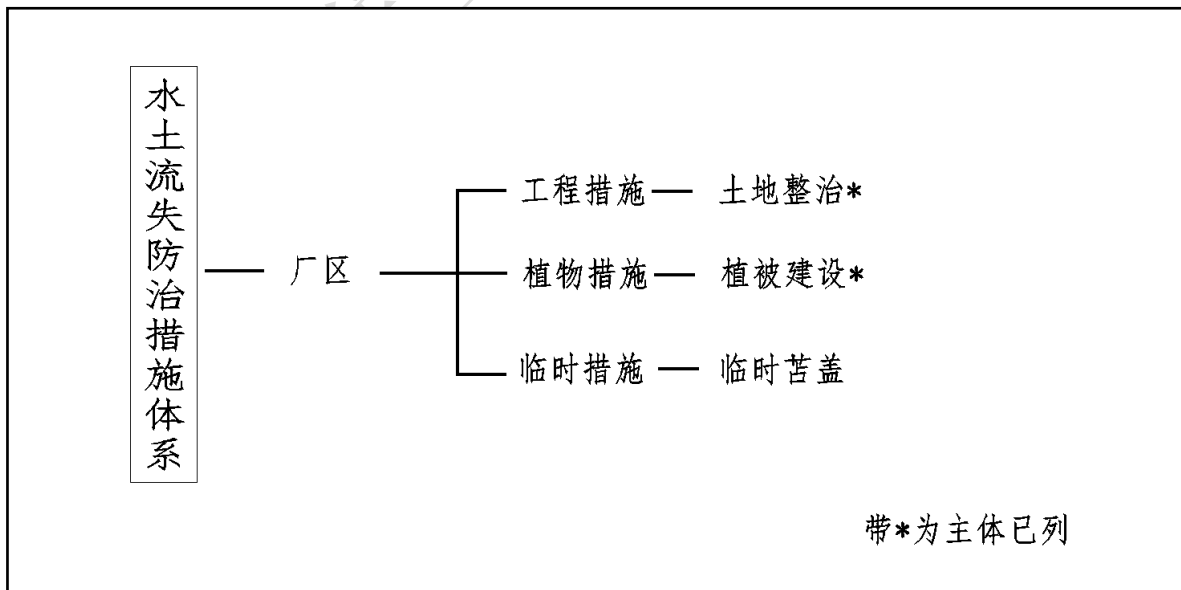 水土流失防治措施体系
厂区
工程措施 土地整治*
植物措施 植被建设*
临时措施 临时苫盖
带*为主体已列